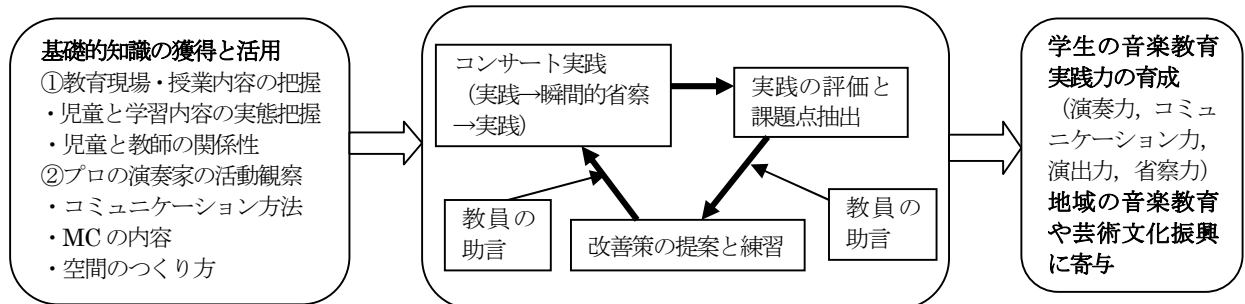 基礎的知識の獲得と活用
①教育現場・授業内容の把握
・児童と学習内容の実態把握
・児童と教師の関係性
②プロの演奏家の活動観察
・コミュニケーション方法
・MCの内容
・空間のつくり方
コンサート実践
（実践→瞬間的省察
→実践）
実践の評価と
課題点抽出
教員の
助言
改善策の提案と練習
教員の
助言
学生の音楽教育
実践力の育成
（演奏力，コミュ
ニケーション力，
演出力，省察力）
地域の音楽教育
や芸術文化振興
に寄与